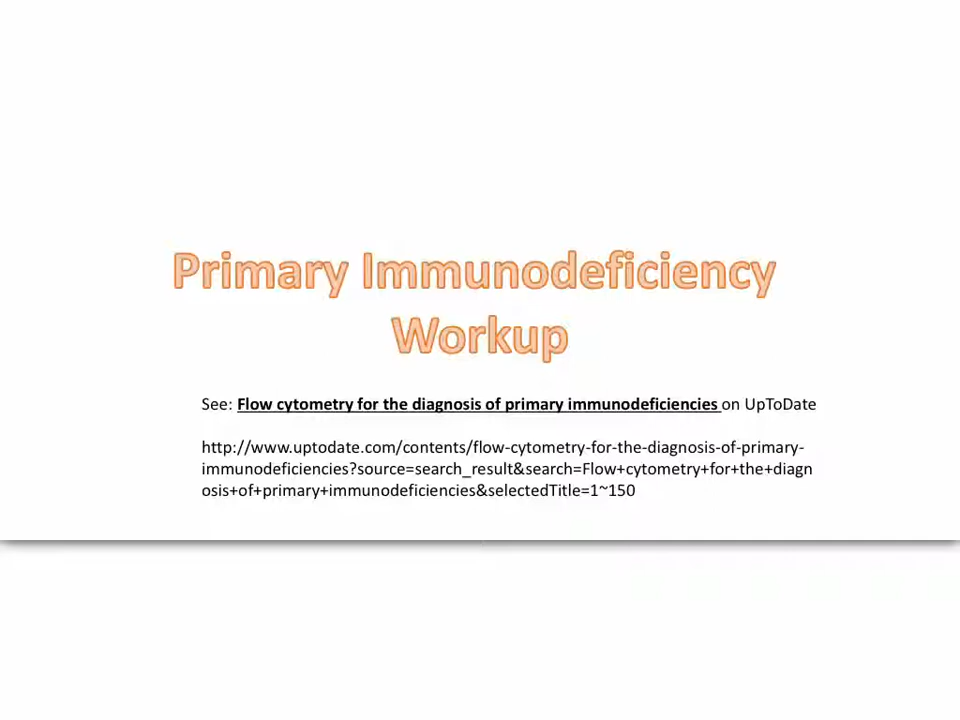 Primary Immunodeficiency
Workup
See: Flow cytometry for the diagnosis of primary immunodeficiencies on UpToDate
http://www.uptodate.com/contents/flow-cytometry-for-the-diagnosis-of-primary-
immunodeficiencies?source=search_result&search=Flow+cytometry+for+the+diagn
osis+of+primary+immunodeficiencies&selectedTitle=1~150